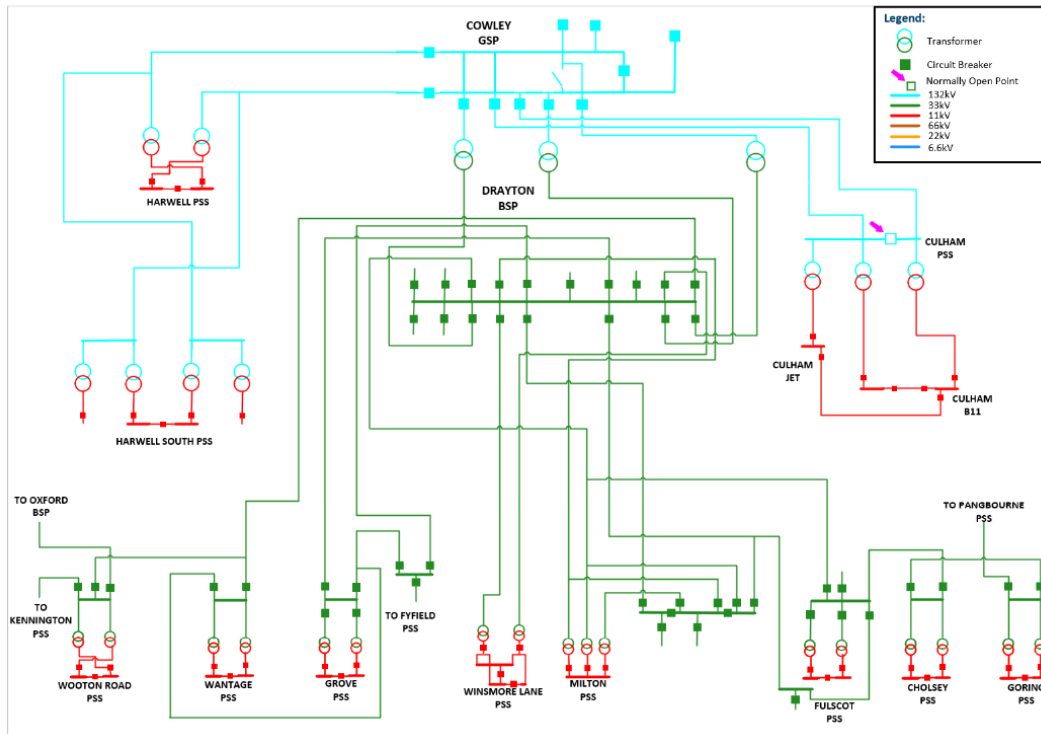 COWLEY
GSP
Legend:
Transformer
Circuit Breaker
Normally Open Point
132kV
33kV
11kV
66kV
22kV
6.6kV
HARWELL PSS
DRAYTON
BSP
CULHAM
PSS
CULHAM
JET
CULHAM
B11
HARWELL SOUTH PSS
TO OXFORD
BSP
TO PANGBOURNE
PSS
TO
KENNINGTON
PSS
TO FYFIELD
PSS
WOOTON ROAD
PSS
WANTAGE
PSS
GROVE
PSS
WINSMORE LANE
PSS
MILTON
PSS
FULSCOT
PSS
CHOLSEY
PSS
GORING
PSS